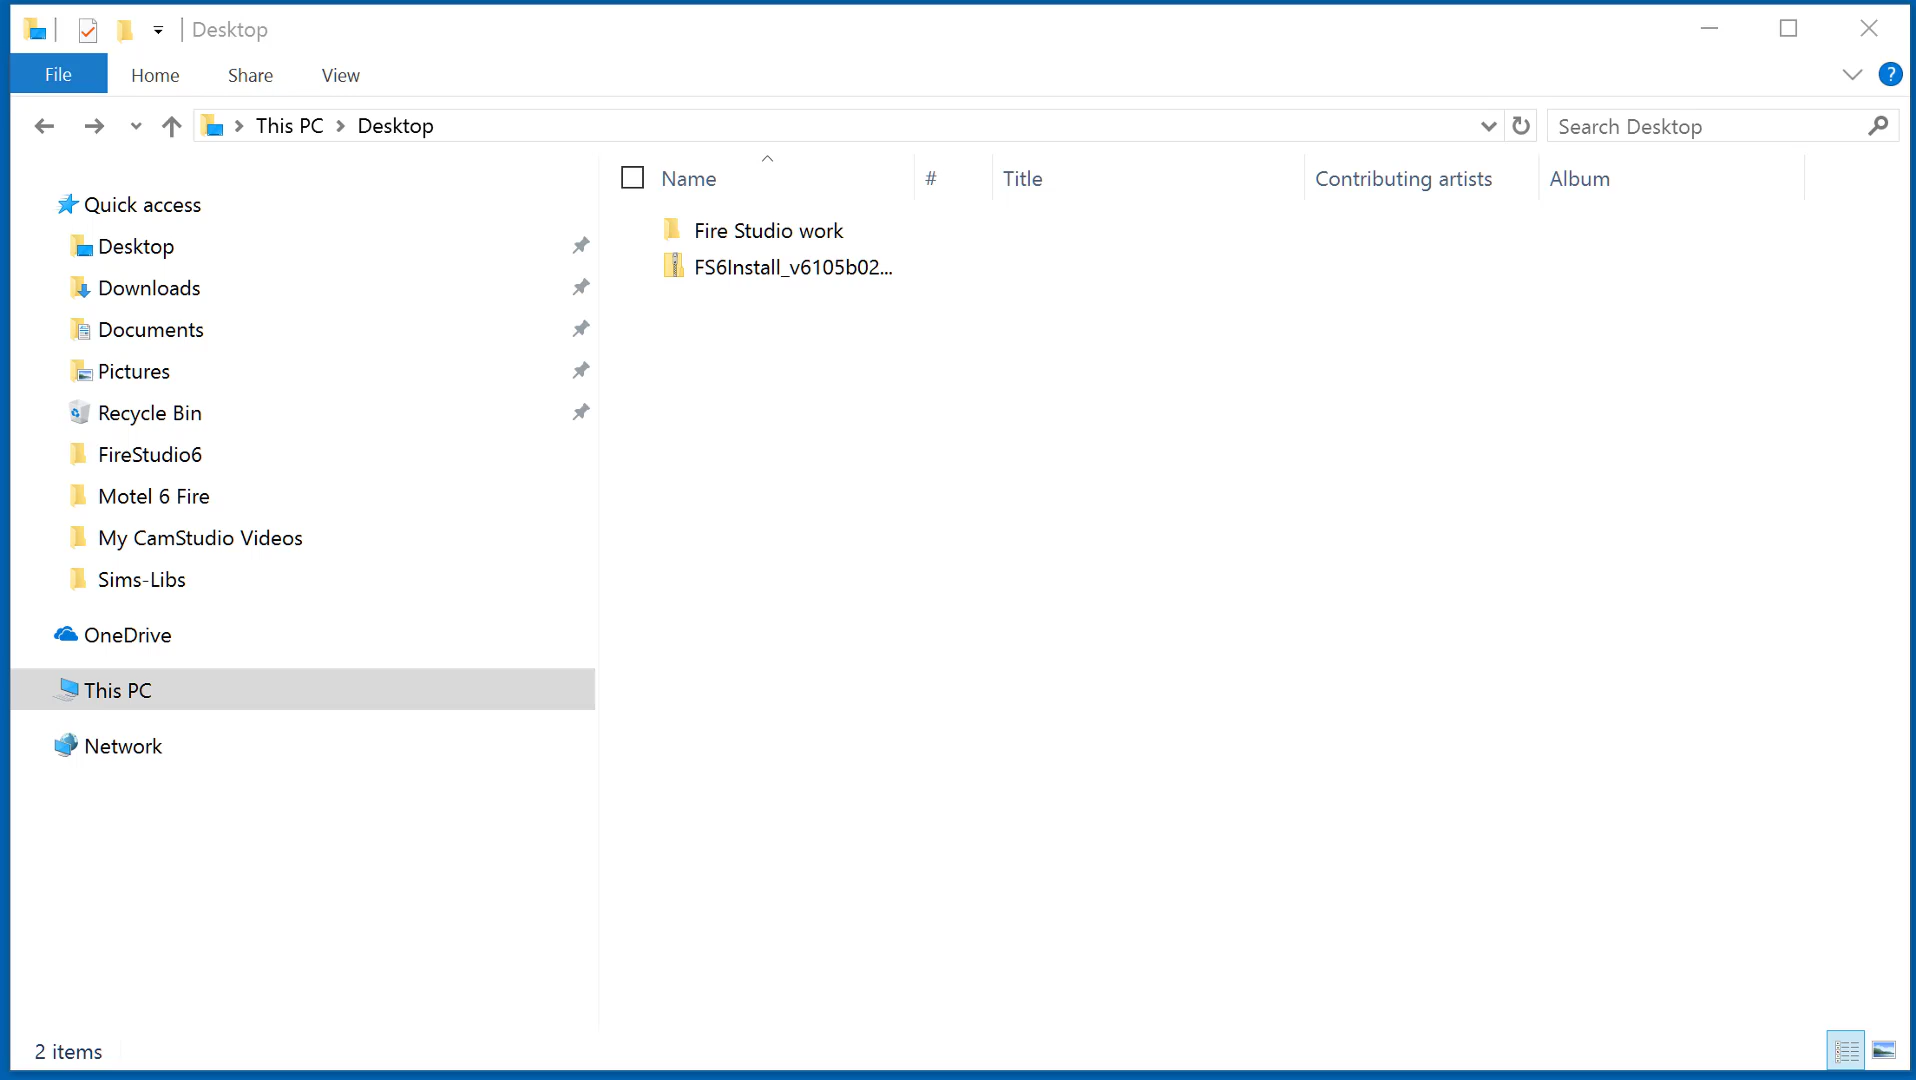 Desktop
File Home Share View ?
This PC Desktop Search Desktop
Name # Title Contributing artists Album
Quick access
Desktop
Downloads
Documents
Pictures
Recycle Bin
FireStudio6
Motel 6 Fire
My CamStudio Videos
Sims-Libs
OneDrive
This PC
Network
Fire Studio work
FS6Install_v6105b02...
2 items